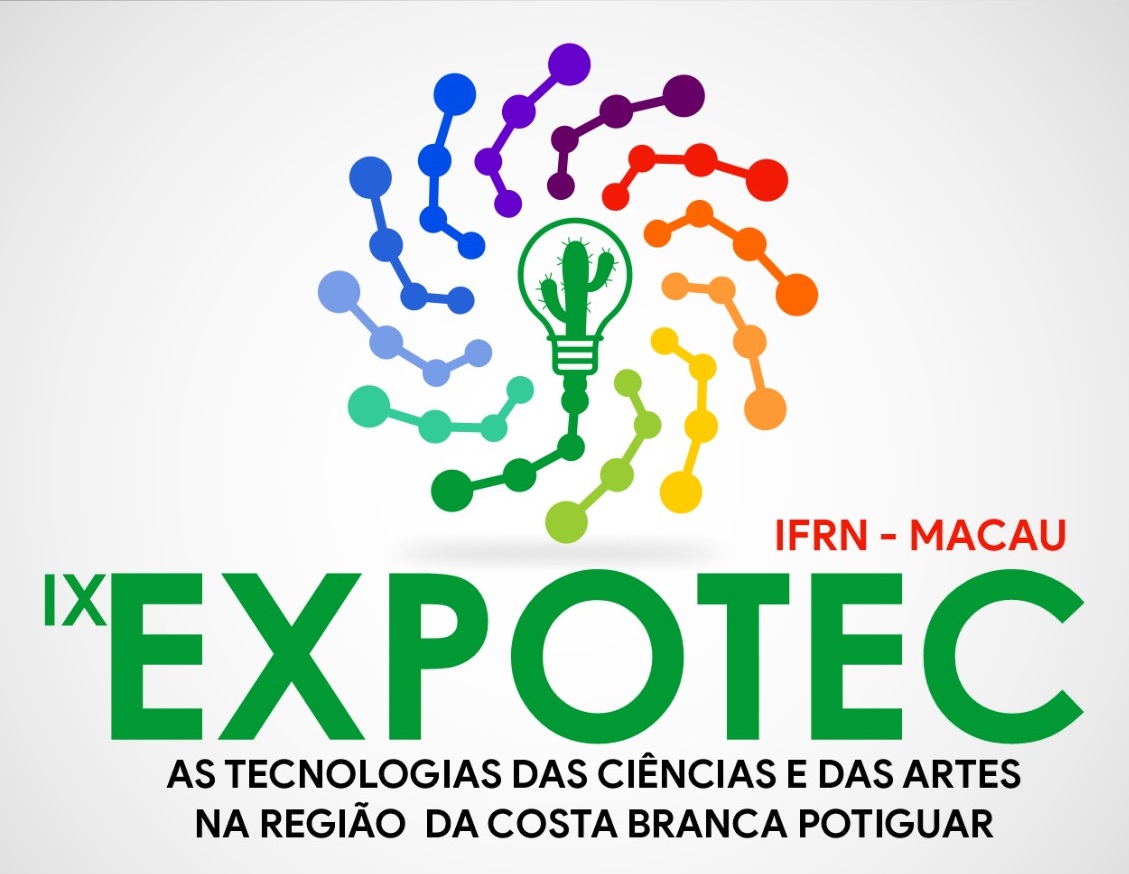 IFRN - MACAU
IX EXPOTEC
AS TECNOLOGIAS DAS CIÊNCIAS E DAS ARTES
NA REGIÃO DA COSTA BRANCA POTIGUAR